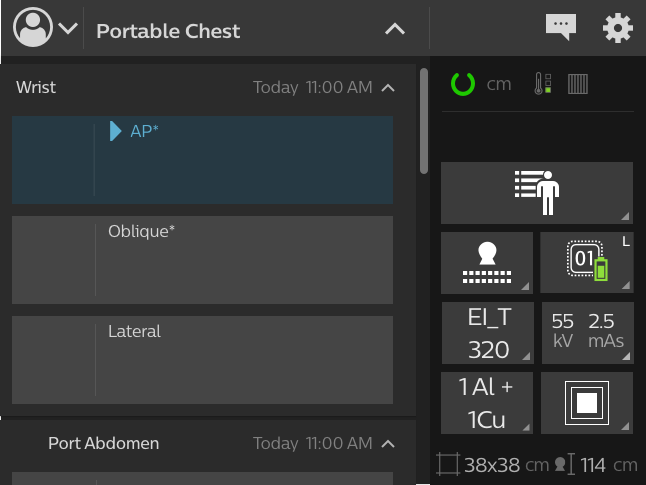 Portable Chest
Wrist Today 11:00 AM
AP*
Oblique*
Lateral
Port Abdomen Today 11:00 AM
cm
01 L
EI_T
320
55 2.5
kV mAs
1 Al +
1Cu
38x38 cm 114 cm